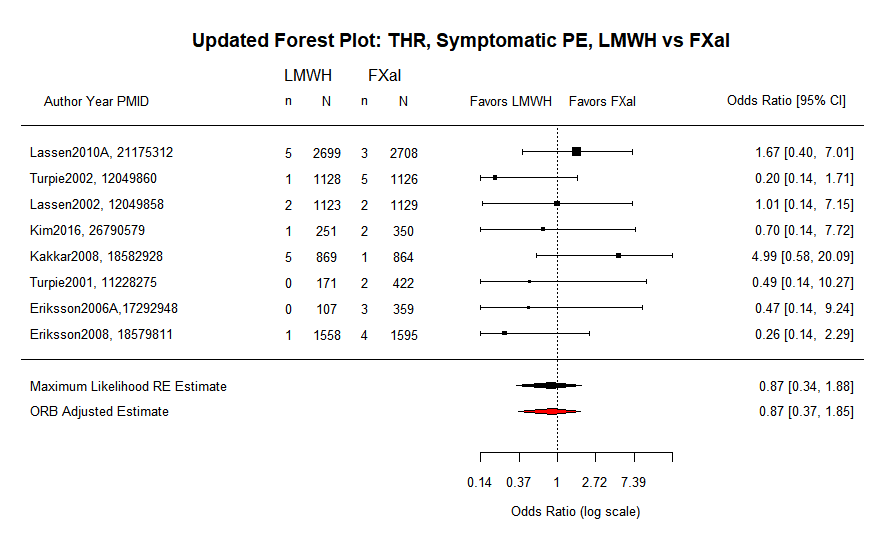 Updated Forest Plot: THR, Symptomatic PE, LMWH vs FXaI
LMWH FXaI
Author Year PMID n N n N Favors LMWH Favors FXaI Odds Ratio [95% CI]
Lassen2010A, 21175312 5 2699 3 2708 1.67 [0.40, 7.01]
Turpie2002, 12049860 1 1128 5 1126 0.20 [0.14, 1.71]
Lassen2002, 12049858 2 1123 2 1129 1.01 [0.14, 7.15]
Kim2016, 26790579 1 251 2 350 0.70 [0.14, 7.72]
Kakkar2008, 18582928 5 869 1 864 4.99 [0.58, 20.09]
Turpie2001, 11228275 0 171 2 422 0.49 [0.14, 10.27]
Eriksson2006A,17292948 0 107 3 359 0.47 [0.14, 9.24]
Eriksson2008, 18579811 1 1558 4 1595 0.26 [0.14, 2.29]
Maximum Likelihood RE Estimate 0.87 [0.34, 1.88]
ORB Adjusted Estimate 0.87 [0.37, 1.85]
0.14 0.37 1 2.72 7.39
Odds Ratio (log scale)